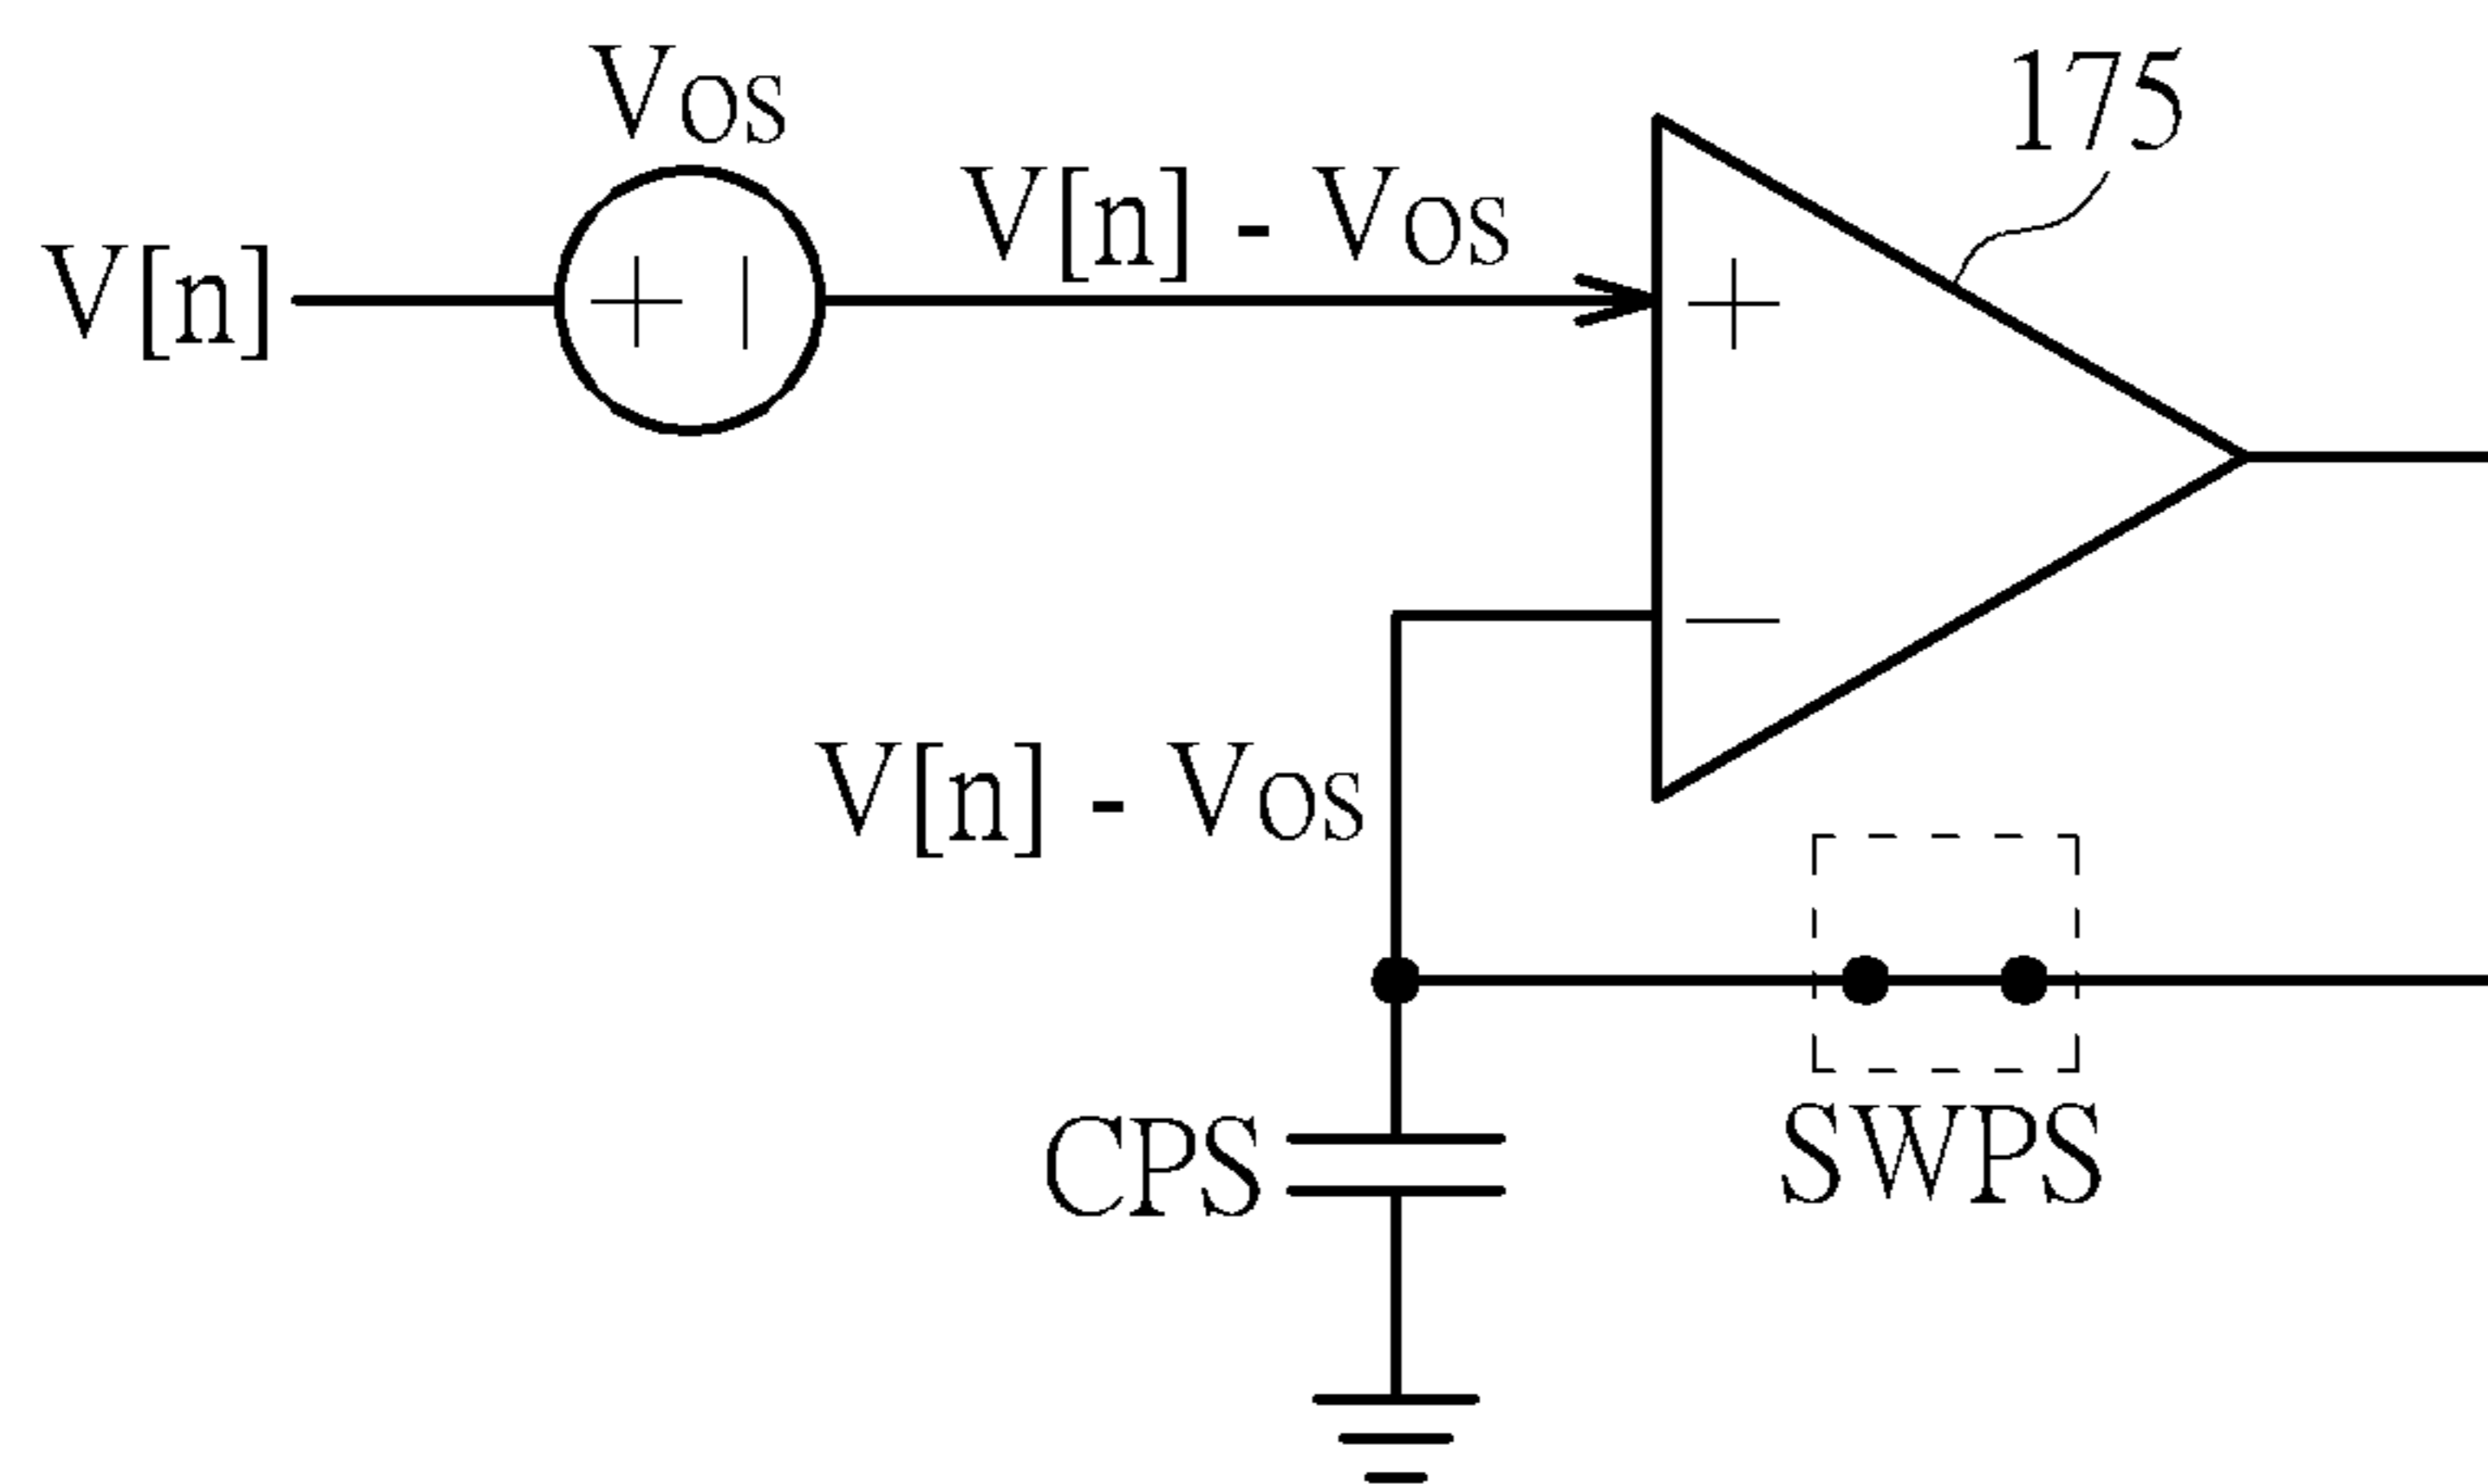 VOS
175
V[n] - VOS
V[n]
+ -
+
-
V[n] - VOS
CPS
SWPS